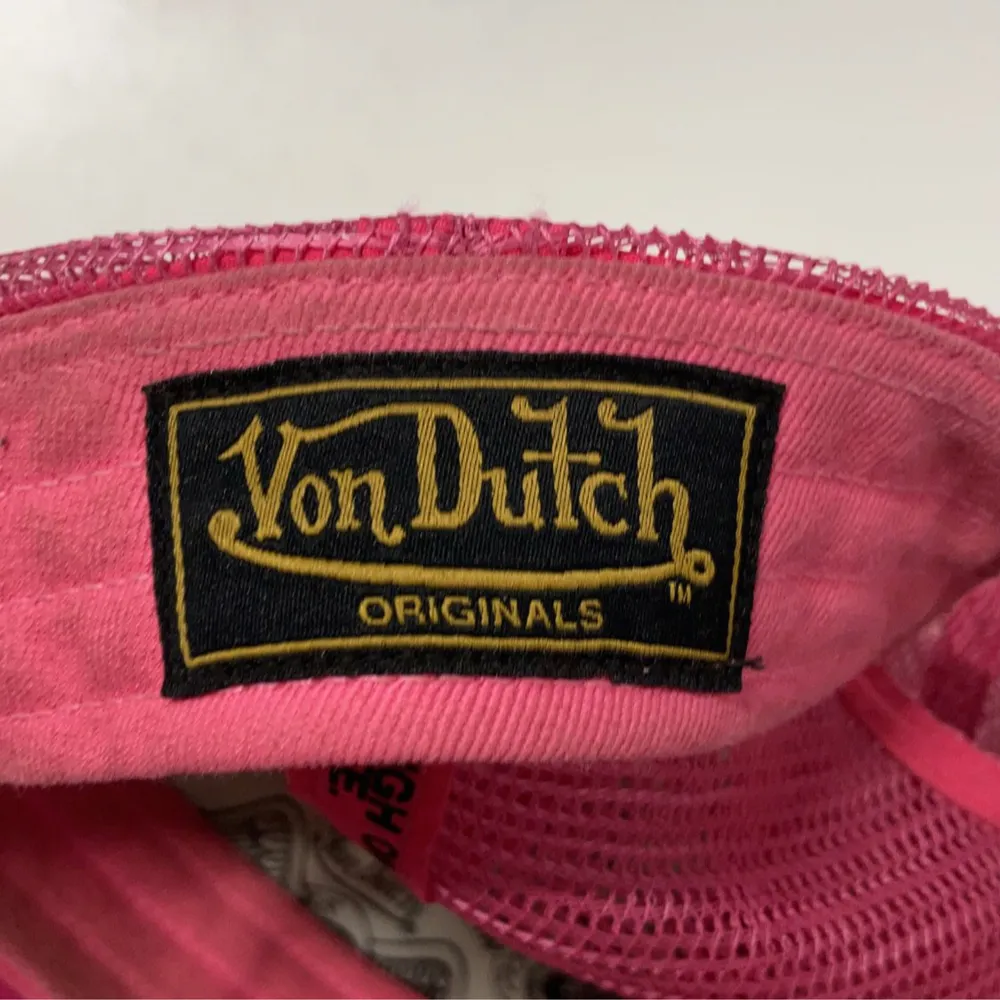 Von Dutch
TM
ORIGINALS